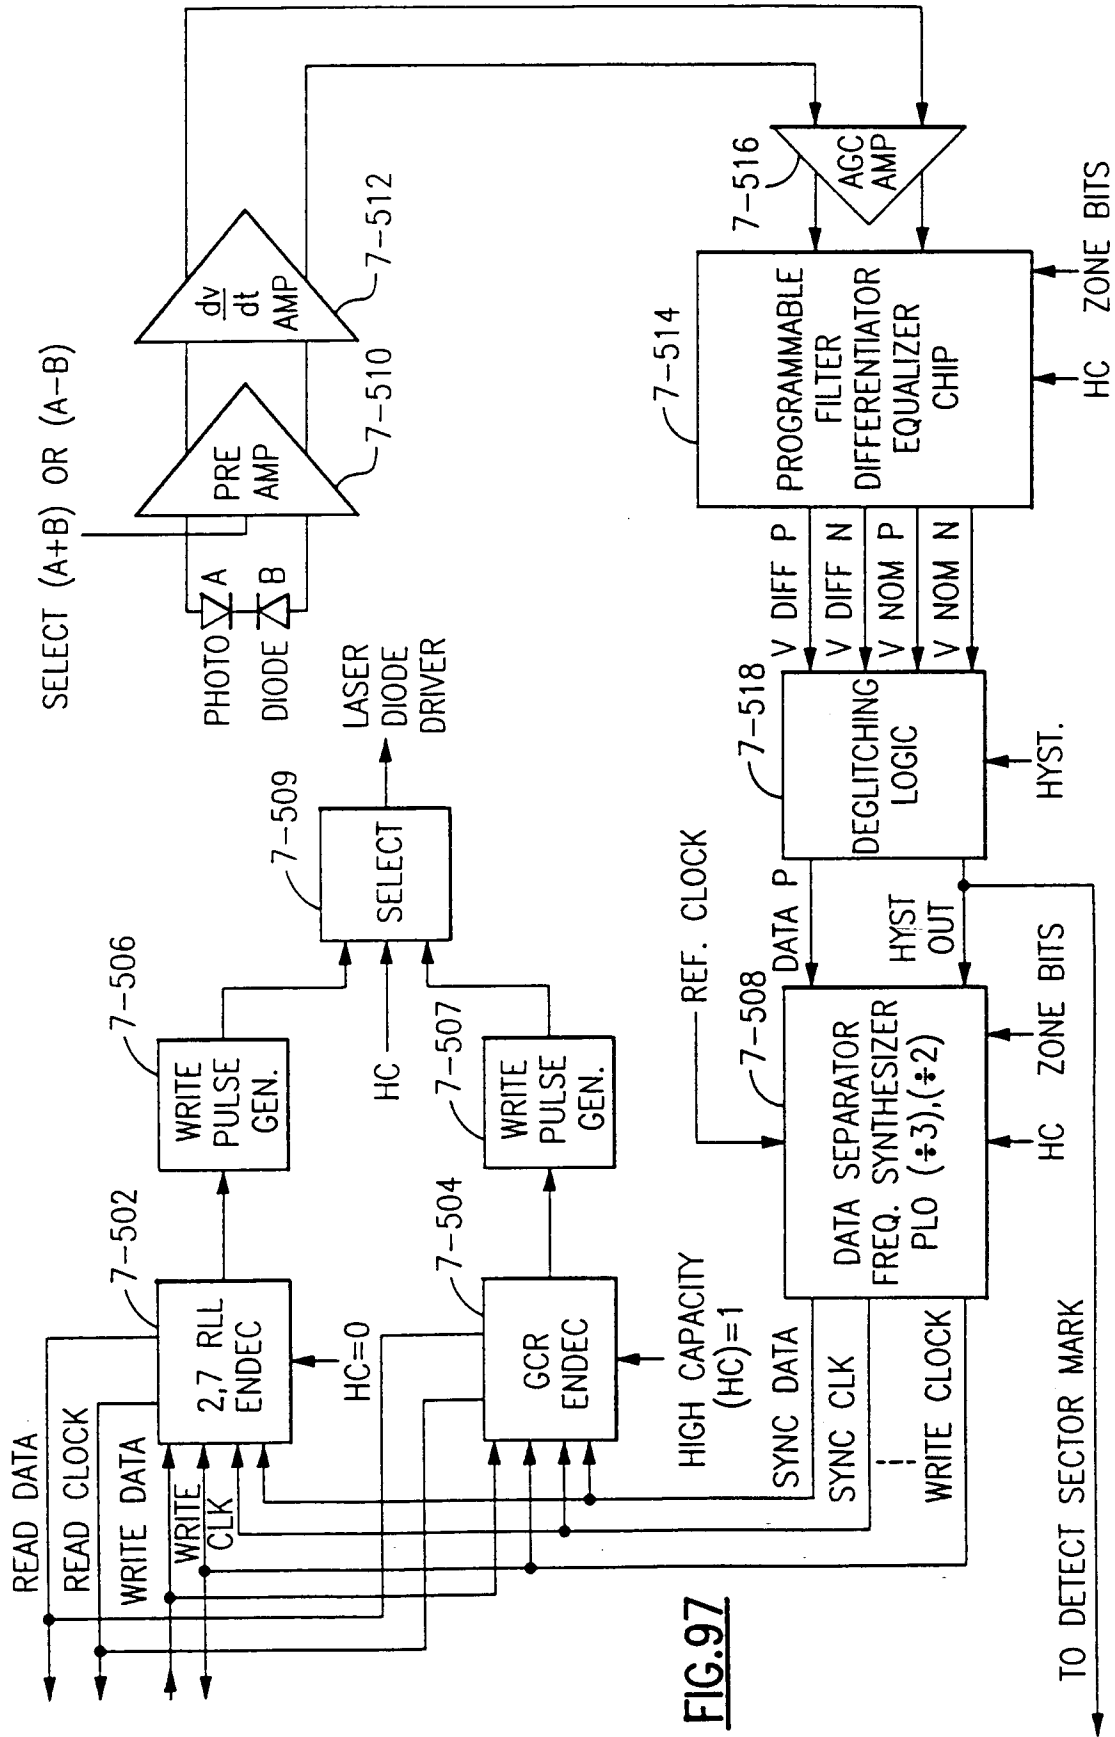 READ DATA
READ CLOCK
WRITE DATA
WRITE
CLK
7-502
2,7 RLL
ENDEC
HC=0
7-506
WRITE
PULSE
GEN.
7-504
GCR
ENDEC
HIGH CAPACITY
(HC)=1
7-507
WRITE
PULSE
GEN.
HC
7-509
SELECT
LASER
DIODE
DRIVER
SELECT (A+B) OR (A-B)
PHOTO
DIODE
A
B
PRE
AMP
7-510
dv
dt
AMP
7-512
SYNC DATA
SYNC CLK
WRITE CLOCK
7-508
DATA SEPARATOR
FREQ. SYNTHESIZER
PLO (÷3),(÷2)
REF. CLOCK
HC
ZONE BITS
DATA P
HYST
OUT
7-518
DEGLITCHING
LOGIC
HYST.
V DIFF P
V DIFF N
V NOM P
V NOM N
7-514
PROGRAMMABLE
FILTER
DIFFERENTIATOR
EQUALIZER
CHIP
HC
ZONE BITS
7-516
AGC
AMP
TO DETECT SECTOR MARK
FIG.97